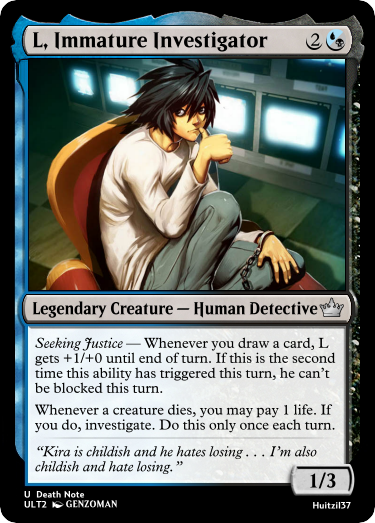 L, Immature Investigator 2
Legendary Creature — Human Detective
Seeking Justice — Whenever you draw a card, L
gets +1/+0 until end of turn. If this is the second
time this ability has triggered this turn, he can't
be blocked this turn.
Whenever a creature dies, you may pay 1 life. If
you do, investigate. Do this only once each turn.
“Kira is childish and he hates losing . . . I'm also
childish and hate losing.”
1/3
U Death Note
ULT2 GENZOMAN
Huitzil37